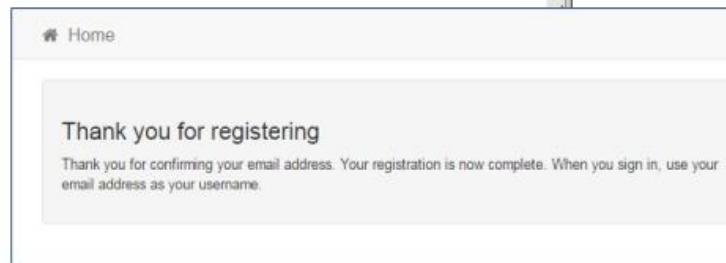 Home
Thank you for registering
Thank you for confirming your email address. Your registration is now complete. When you sign in, use your
email address as your username.